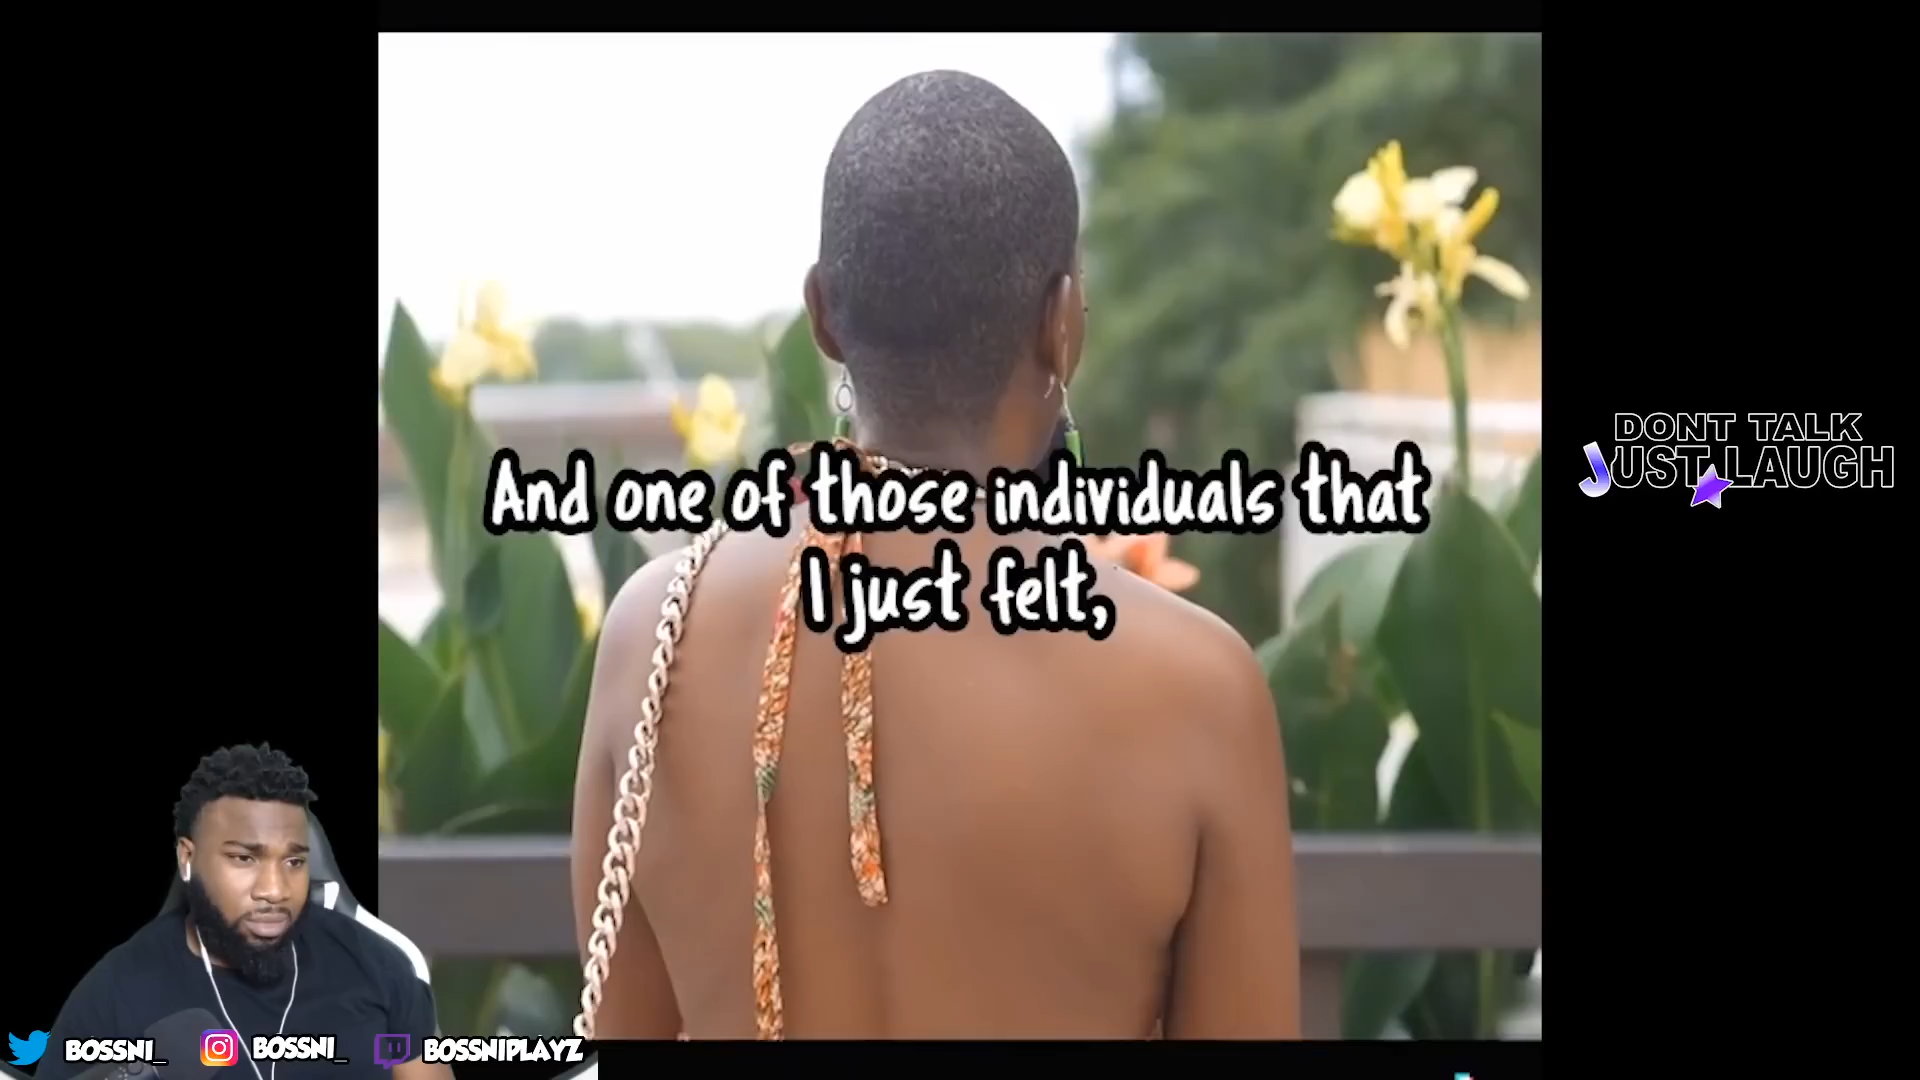 And one of those individuals that
I just felt,
DONT TALK
JUST LAUGH
BOSSNI_
BOSSNI_
BOSSNIPLAYZ